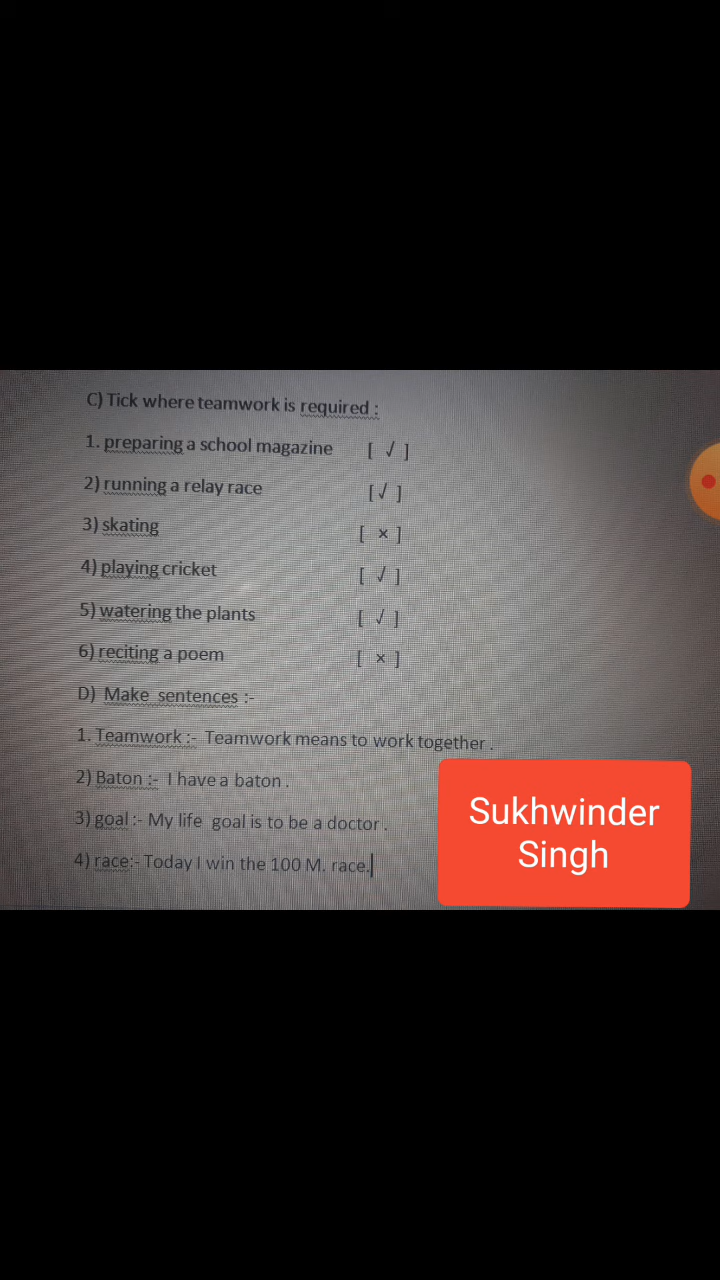 C) Tick where teamwork is required :
1. preparing a school magazine [ √ ]
2) running a relay race [√ ]
3) skating [ × ]
4) playing cricket [ √ ]
5) watering the plants [ √ ]
6) reciting a poem [ × ]
D) Make sentences :-
1. Teamwork :- Teamwork means to work together .
2) Baton :- I have a baton .
3) goal :- My life goal is to be a doctor .
4) race:- Today I win the 100 M. race.
Sukhwinder
Singh